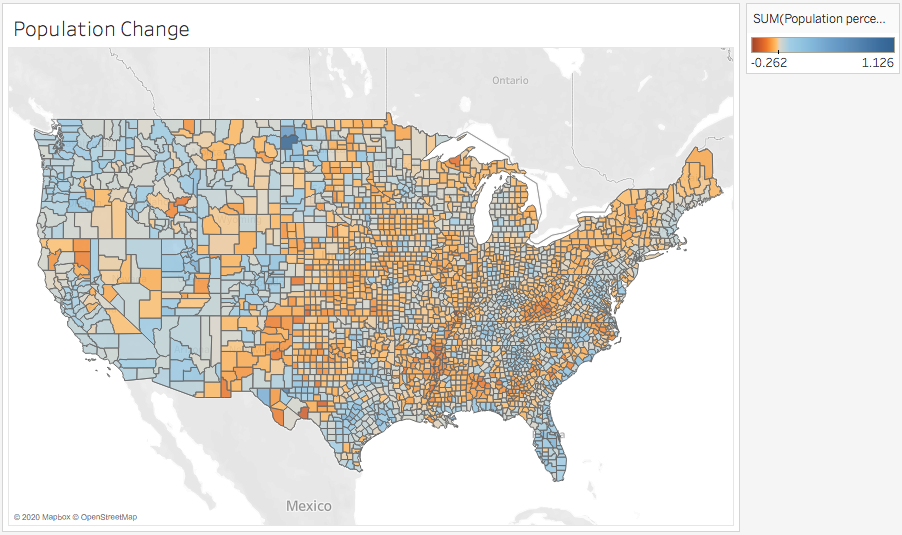 Population Change
SUM(Population perce...
-0.262 1.126
Ontario
Mexico
© 2020 Mapbox © OpenStreetMap